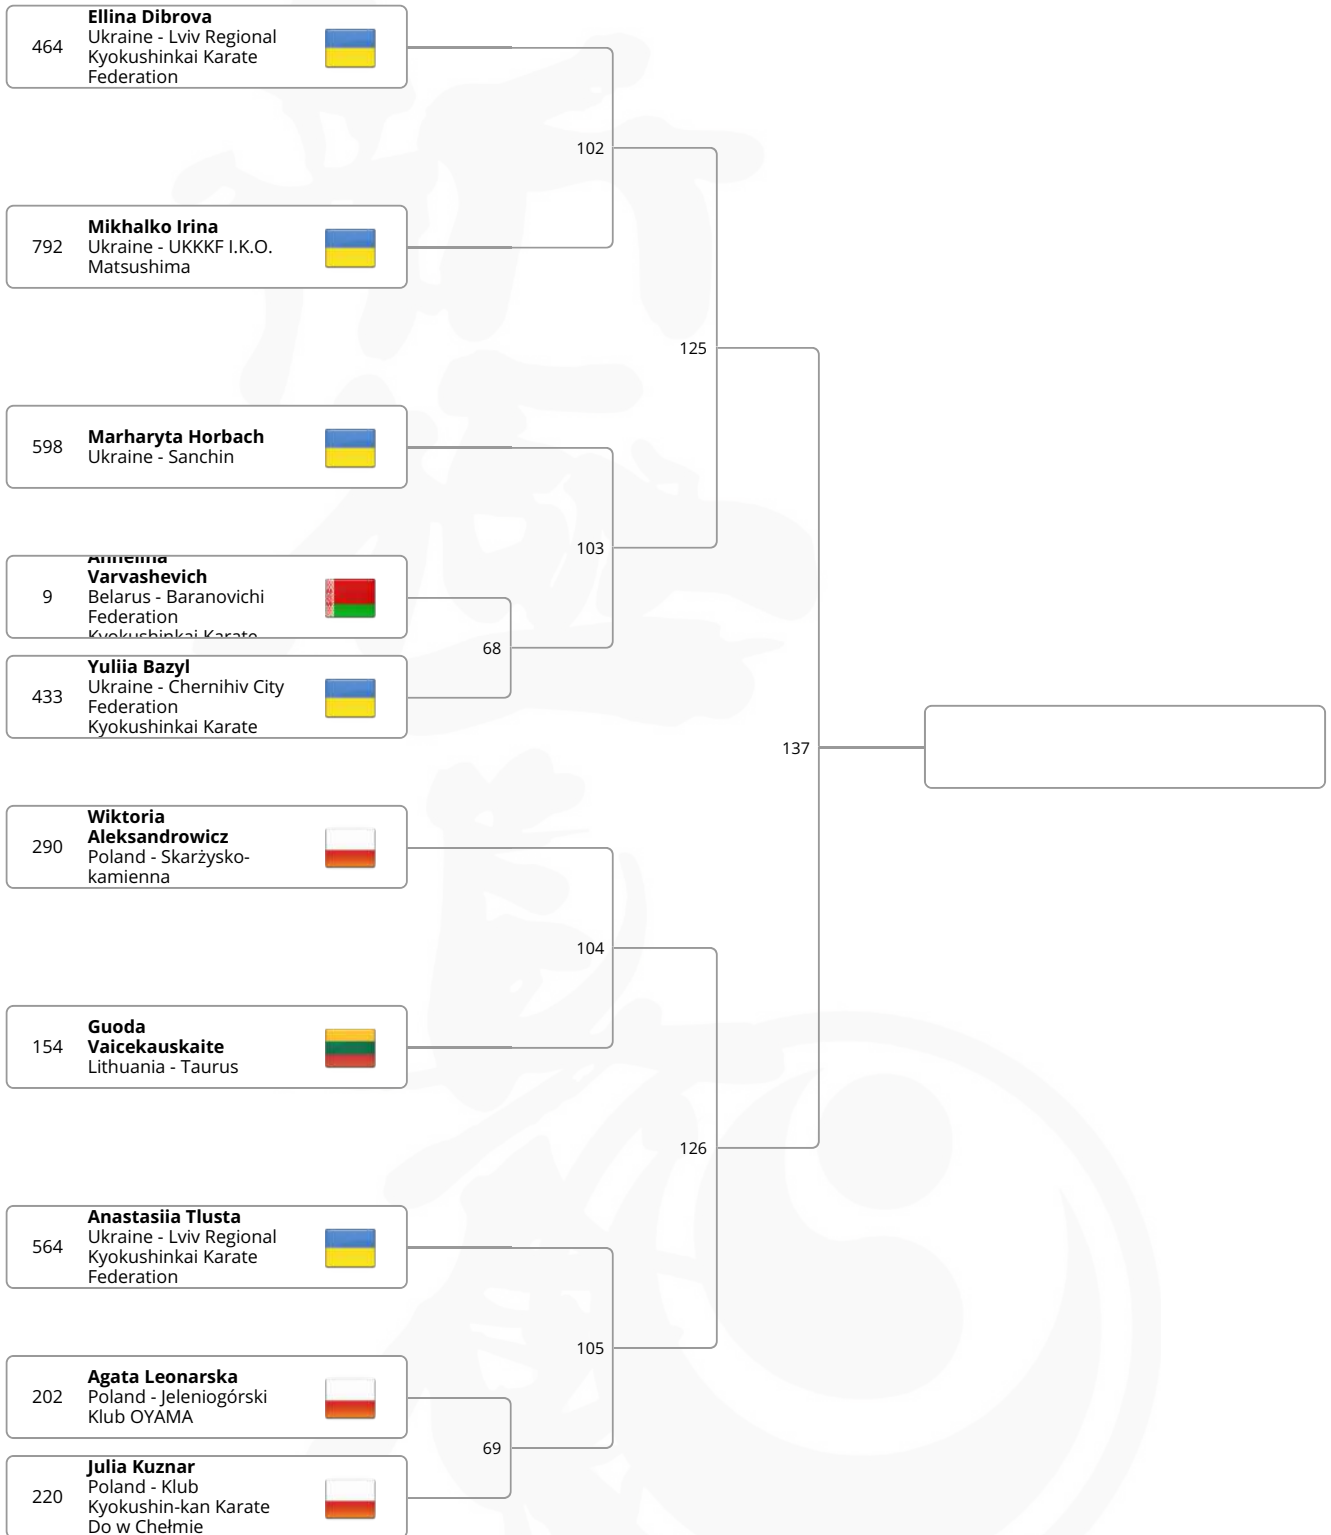 464
Ellina Dibrova
Ukraine - Lviv Regional
Kyokushinkai Karate
Federation
102
792
Mikhalko Irina
Ukraine - UKKKF I.K.O.
Matsushima
125
598
Marharyta Horbach
Ukraine - Sanchin
103
9
Varvashevich
Belarus - Baranovichi
Federation
Kyokushinkai Karate
68
433
Yuliia Bazyl
Ukraine - Chernihiv City
Federation
Kyokushinkai Karate
137
290
Wiktoria
Aleksandrowicz
Poland - Skarżysko-
kamienna
104
154
Guoda
Vaicekauskaite
Lithuania - Taurus
126
564
Anastasiia Tlusta
Ukraine - Lviv Regional
Kyokushinkai Karate
Federation
105
202
Agata Leonarska
Poland - Jeleniogórski
Klub OYAMA
69
220
Julia Kuznar
Poland - Klub
Kyokushin-kan Karate
Do w Chełmie